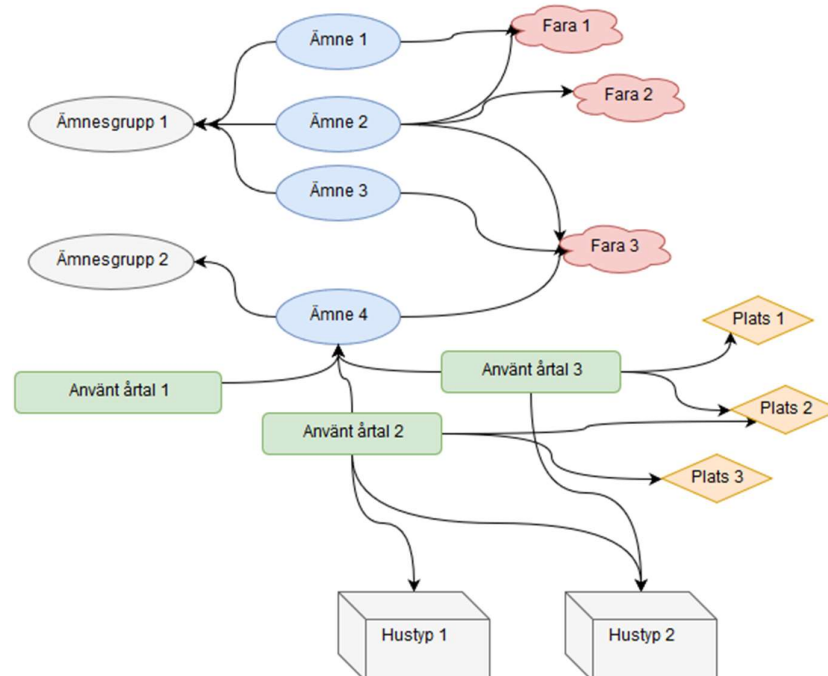 Ämne 1
Fara 1
Fara 2
Ämnesgrupp 1
Ämne 2
Ämne 3
Fara 3
Ämnesgrupp 2
Ämne 4
Plats 1
Använt årtal 3
Använt årtal 1
Plats 2
Använt årtal 2
Plats 3
Hustyp 1
Hustyp 2